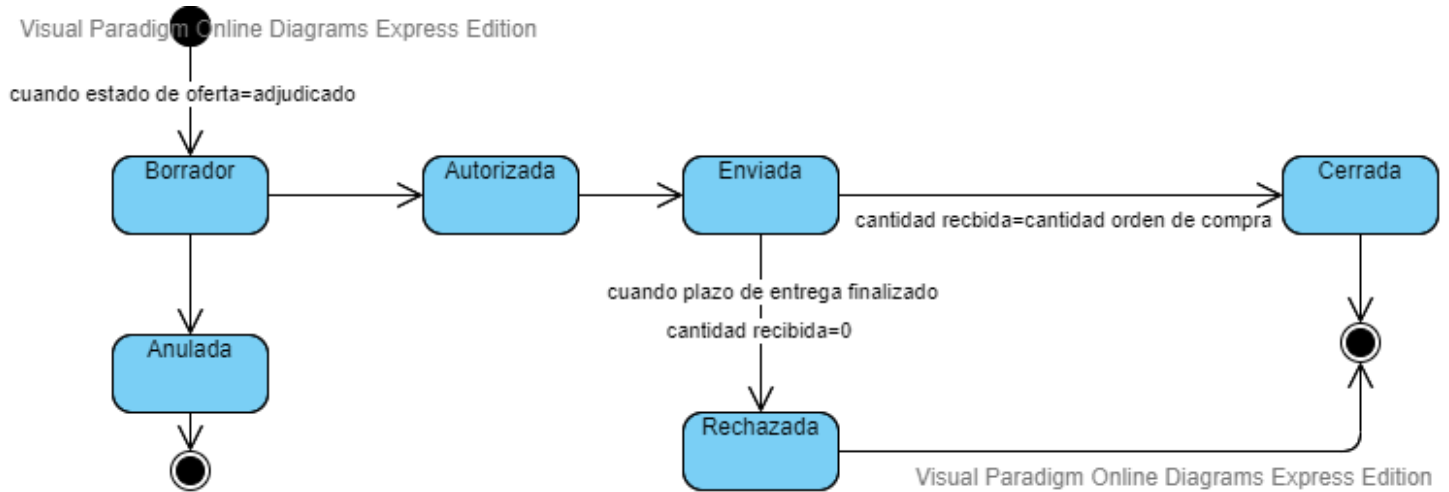 Visual Paradigm Online Diagrams Express Edition
cuando estado de oferta=adjudicado
Borrador
Autorizada
Enviada
Cerrada
cantidad recbida=cantidad orden de compra
cuando plazo de entrega finalizado
cantidad recibida=0
Anulada
Rechazada
Visual Paradigm Online Diagrams Express Edition